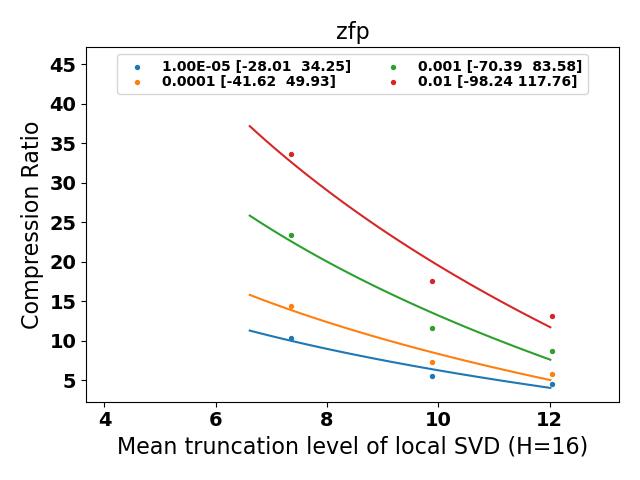 zfp
1.00E-05 [-28.01  34.25]
0.0001 [-41.62  49.93]
0.001 [-70.39  83.58]
0.01 [-98.24 117.76]
Compression Ratio
45
40
35
30
25
20
15
10
5
4 6 8 10 12
Mean truncation level of local SVD (H=16)